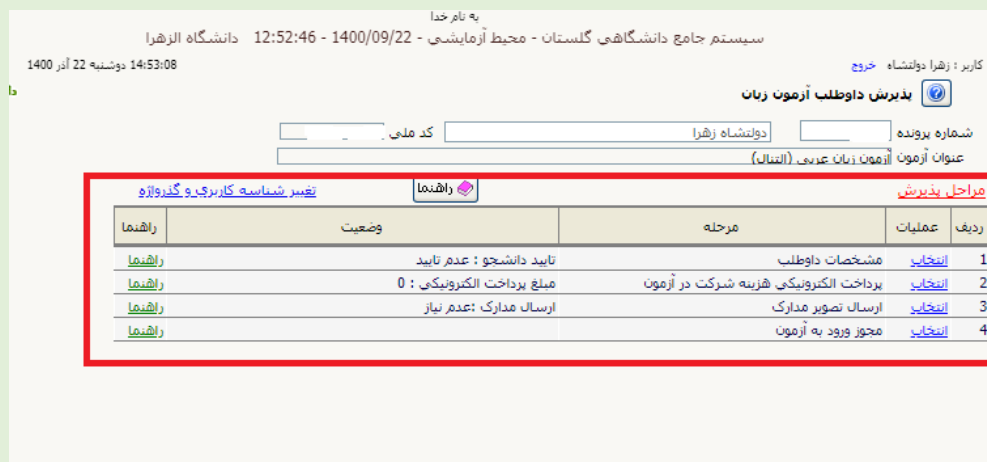 به نام خدا
سیستم جامع دانشگاهی گلستان - محیط آزمایشی - 1400/09/22 - 12:52:46 دانشگاه الزهرا
کاربر : زهرا دولتشاه خروج 14:53:08 دوشنبه 22 آذر 1400
پذیرش داوطلب آزمون زبان
شماره پرونده دولتشاه زهرا کد ملی
عنوان آزمون آزمون زبان عربی (التنال)
مراحل پذیرش راهنما تغییر شناسه کاربری و گذرواژه
ردیف عملیات مرحله وضعیت راهنما
1 انتخاب مشخصات داوطلب تایید دانشجو : عدم تایید راهنما
2 انتخاب پرداخت الکترونیکی هزینه شرکت در آزمون مبلغ پرداخت الکترونیکی : 0 راهنما
3 انتخاب ارسال تصویر مدارک ارسال مدارک :عدم نیاز راهنما
4 انتخاب مجوز ورود به آزمون راهنما